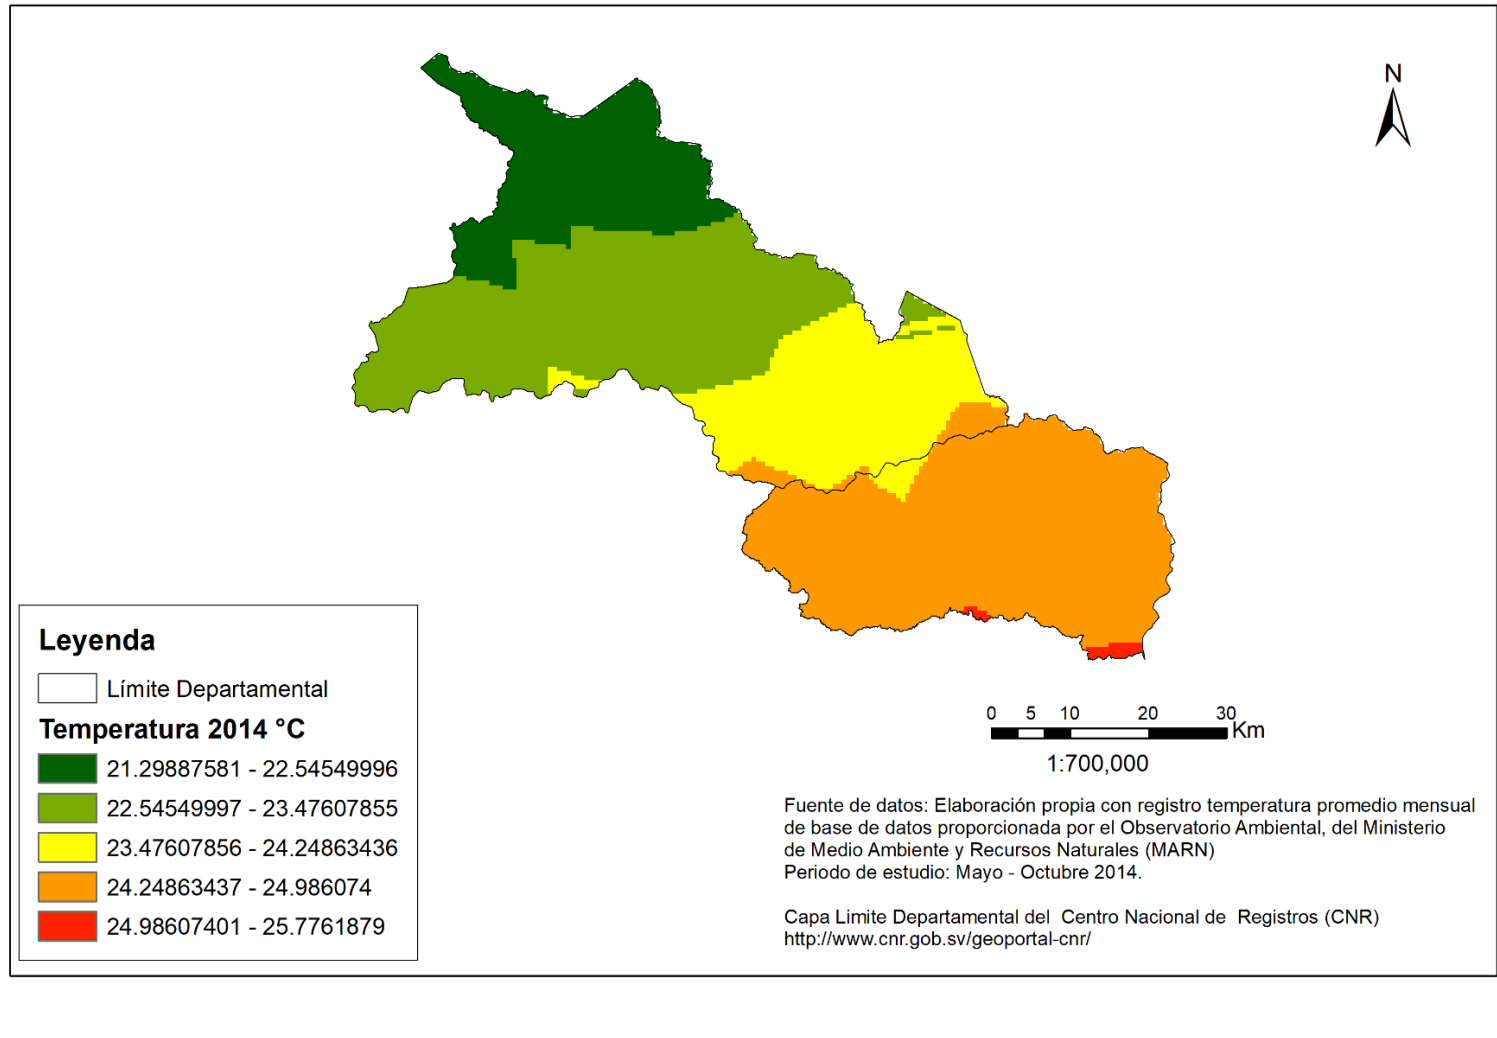 N
Leyenda
Límite Departamental
Temperatura 2014 °C
21.29887581 - 22.54549996
22.54549997 - 23.47607855
23.47607856 - 24.24863436
24.24863437 - 24.986074
24.98607401 - 25.7761879
0 5 10 20 30
Km
1:700,000
Fuente de datos: Elaboración propia con registro temperatura promedio mensual
de base de datos proporcionada por el Observatorio Ambiental, del Ministerio
de Medio Ambiente y Recursos Naturales (MARN)
Periodo de estudio: Mayo - Octubre 2014.
Capa Limite Departamental del Centro Nacional de Registros (CNR)
http://www.cnr.gob.sv/geoportal-cnr/